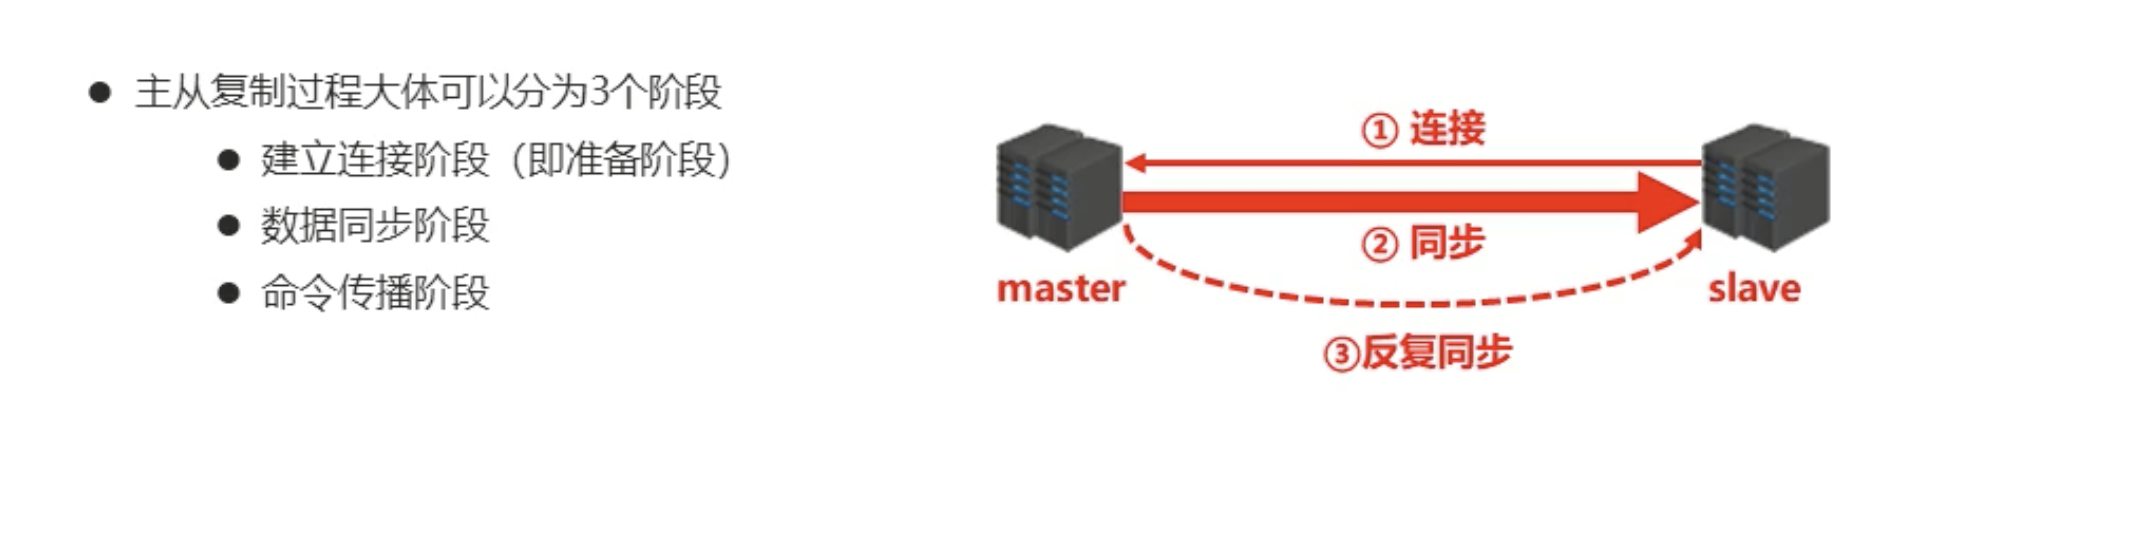 ● 主从复制过程大体可以分为3个阶段
● 建立连接阶段（即准备阶段）
● 数据同步阶段
● 命令传播阶段
① 连接
② 同步
master
slave
③反复同步